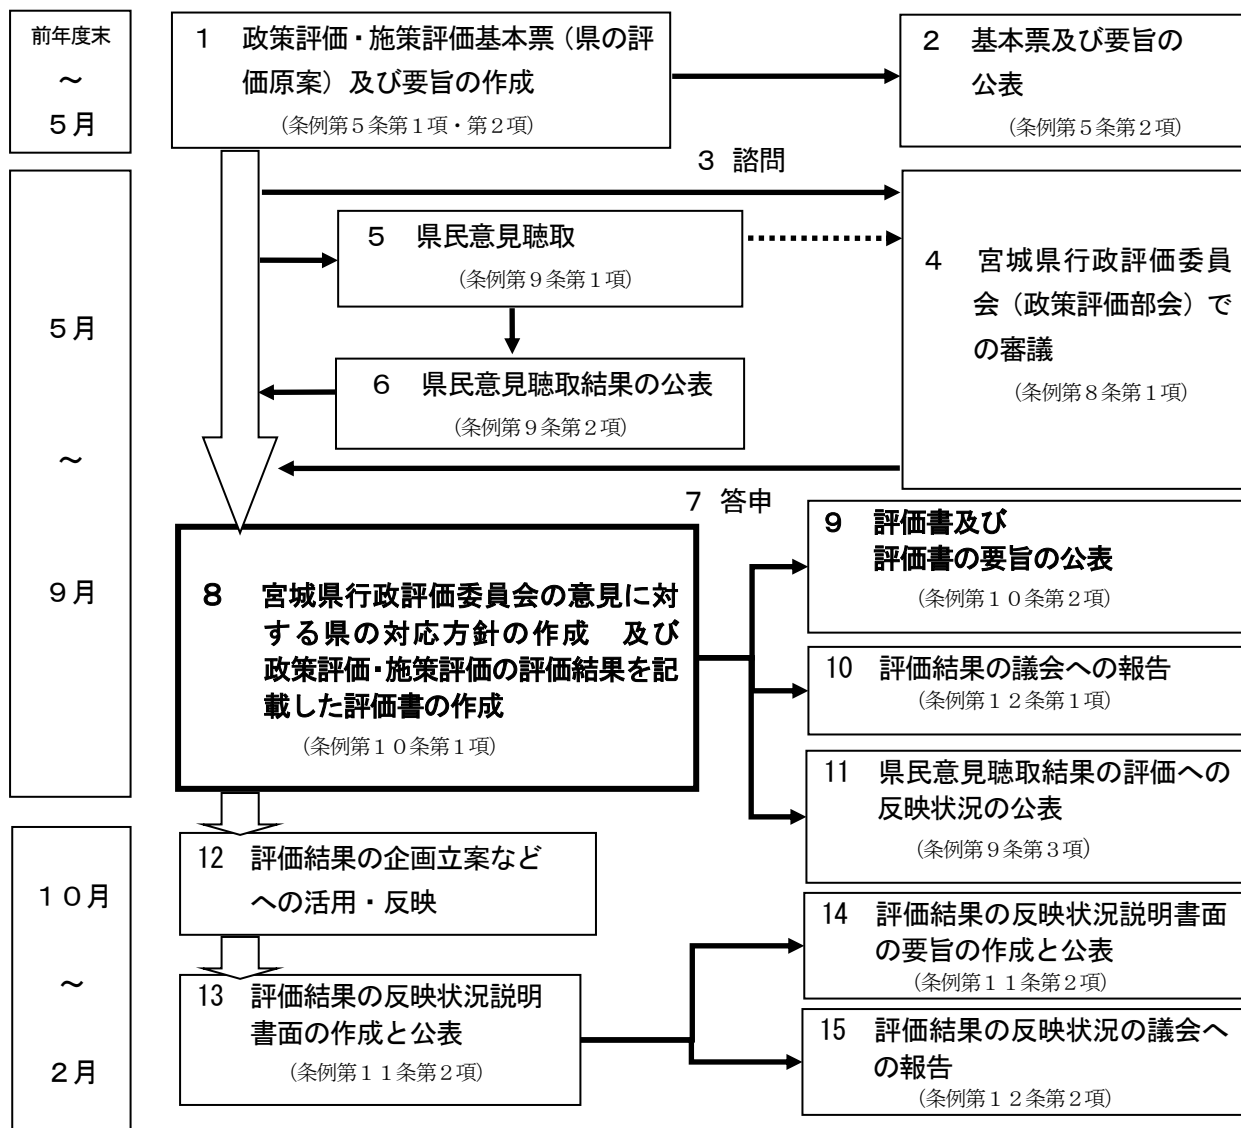 前年度末
～
５月
１　政策評価・施策評価基本票（県の評
価原案）及び要旨の作成
（条例第５条第１項・第２項）
２　基本票及び要旨の
公表
（条例第５条第２項）
３ 諮問
５月
～
９月
５　県民意見聴取
（条例第９条第１項）
４　宮城県行政評価委員
会（政策評価部会）で
の審議
（条例第８条第１項）
６　県民意見聴取結果の公表
（条例第９条第２項）
７ 答申
８　宮城県行政評価委員会の意見に対
する県の対応方針の作成　及び
政策評価・施策評価の評価結果を記
載した評価書の作成
（条例第１０条第１項）
９　評価書及び
評価書の要旨の公表
（条例第１０条第２項）
10　評価結果の議会への報告
（条例第１２条第１項）
11　県民意見聴取結果の評価への
反映状況の公表
（条例第９条第３項）
１０月
～
２月
12　評価結果の企画立案など
への活用・反映
13　評価結果の反映状況説明
書面の作成と公表
（条例第１１条第２項）
14　評価結果の反映状況説明書面
の要旨の作成と公表
（条例第１１条第２項）
15　評価結果の反映状況の議会へ
の報告
（条例第１２条第２項）